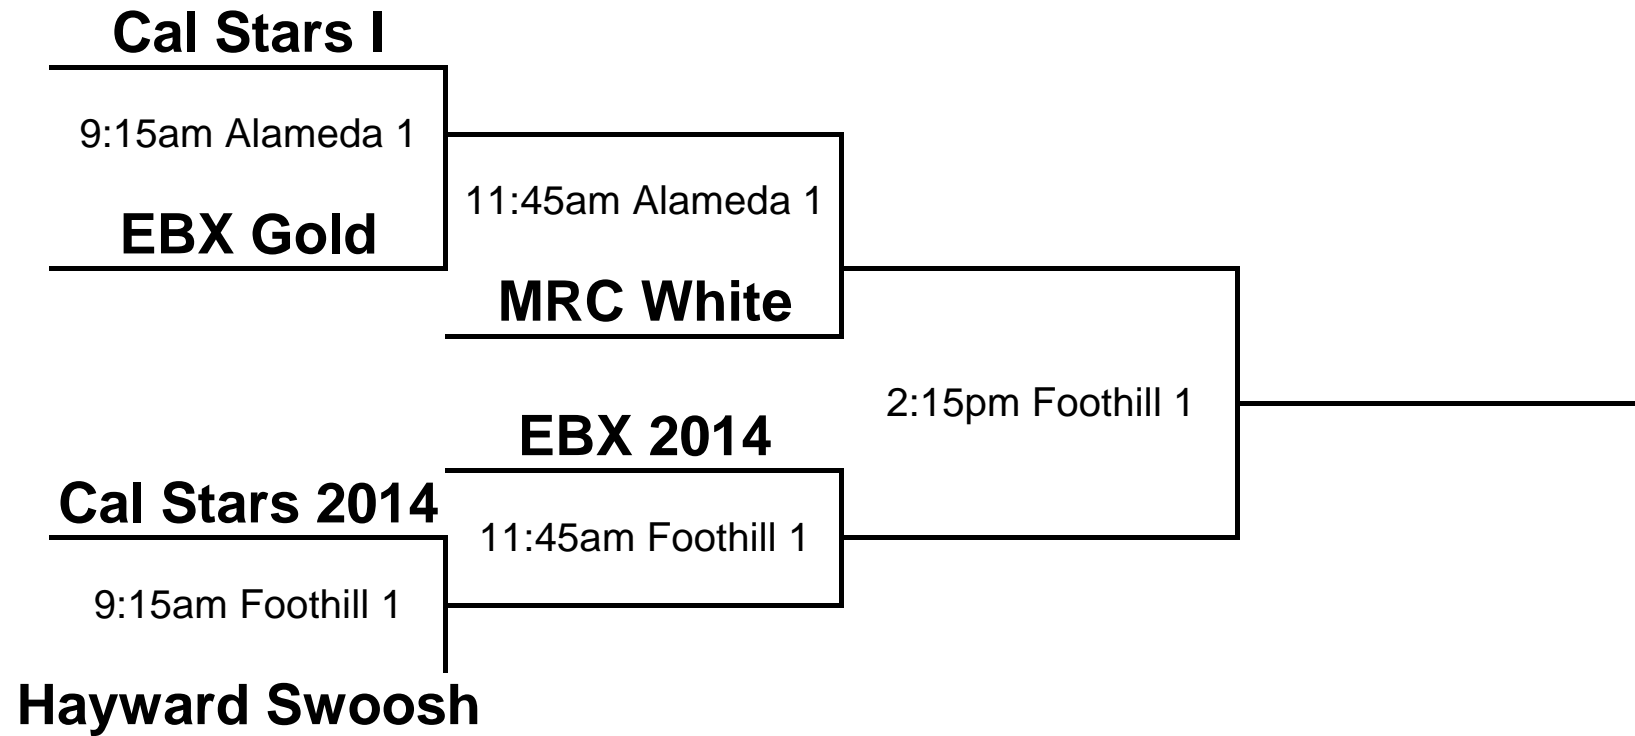 Cal Stars I
9:15am Alameda 1
11:45am Alameda 1
EBX Gold
MRC White
2:15pm Foothill 1
EBX 2014
Cal Stars 2014
11:45am Foothill 1
9:15am Foothill 1
Hayward Swoosh